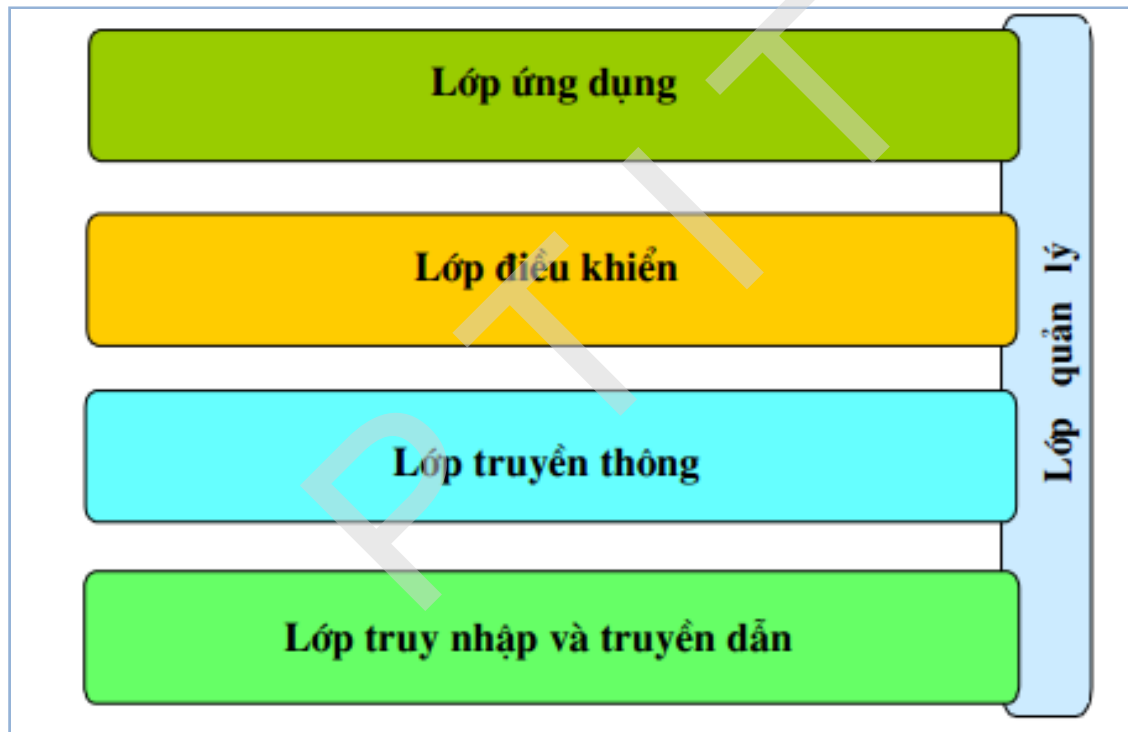 Lớp ứng dụng
Lớp điều khiển
Lớp truyền thông
Lớp truy nhập và truyền dẫn
Lớp quản lý
PTIT